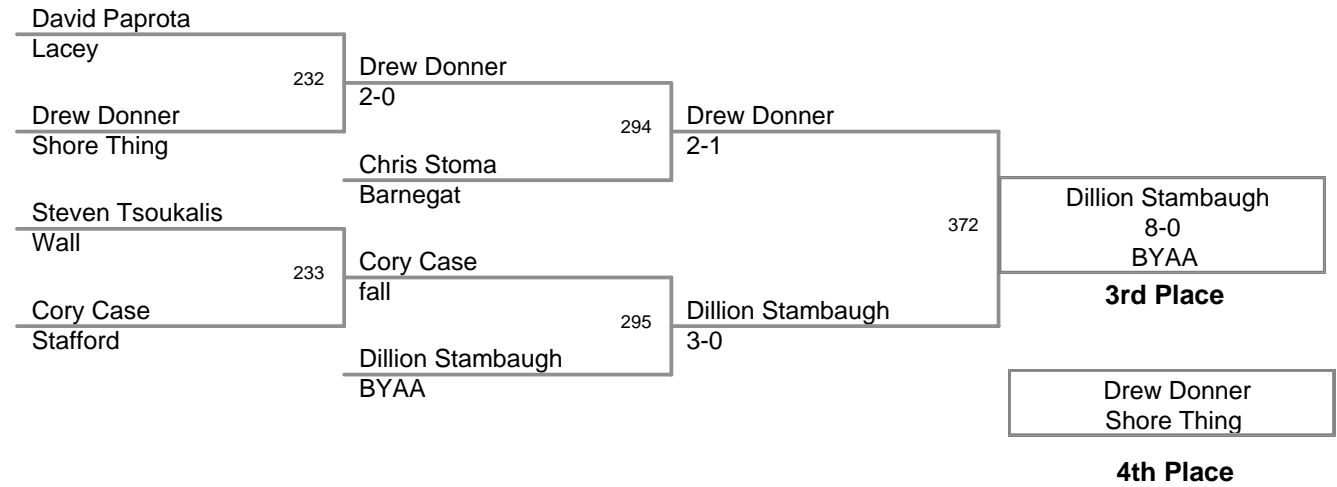 David Paprota
Lacey
232
Drew Donner
2-0
Drew Donner
Shore Thing
294
Drew Donner
2-1
Chris Stoma
Barnegat
Steven Tsoukalis
Wall
372
Dillion Stambaugh
8-0
BYAA
3rd Place
233
Cory Case
fall
Cory Case
Stafford
295
Dillion Stambaugh
3-0
Dillion Stambaugh
BYAA
Drew Donner
Shore Thing
4th Place